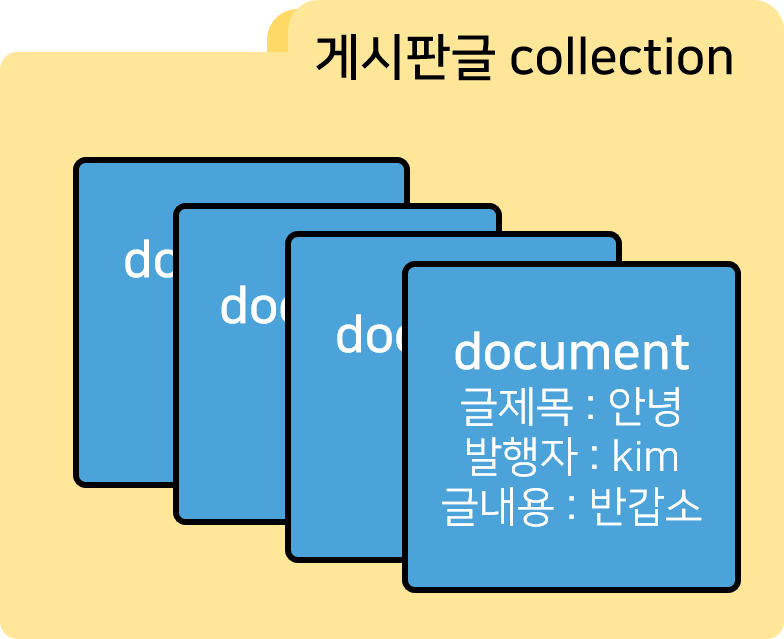 게시판글 collection
doc
doc
doc
document
글제목 : 안녕
발행자 : kim
글내용 : 반갑소